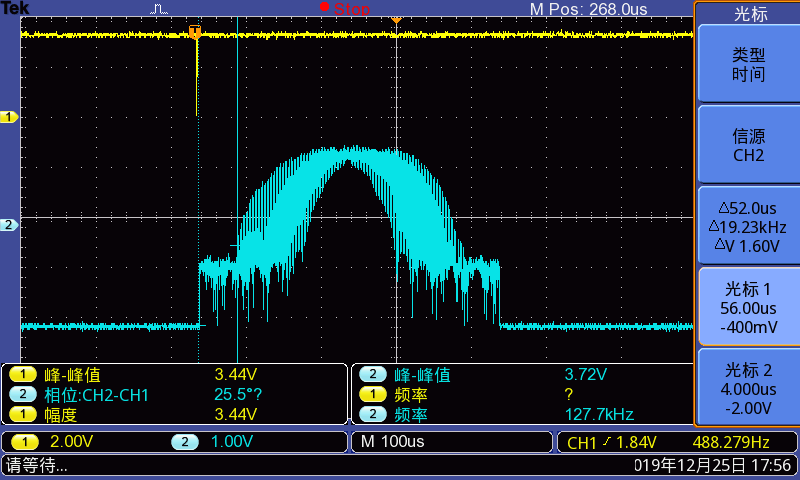 Tek Stop M Pos: 268.0us
光标
T
类型
时间
1
信源
CH2
2
△52.0us
△19.23kHz
△V 1.60V
光标 1
56.00us
-400mV
光标 2
4.000us
-2.00V
1 峰-峰值 3.44V
2 相位:CH2-CH1 25.5°?
1 幅度 3.44V
2 峰-峰值 3.72V
1 频率 ?
2 频率 127.7kHz
1 2.00V 2 1.00V M 100us CH1 1.84V 488.279Hz
请等待... 019年12月25日 17:56